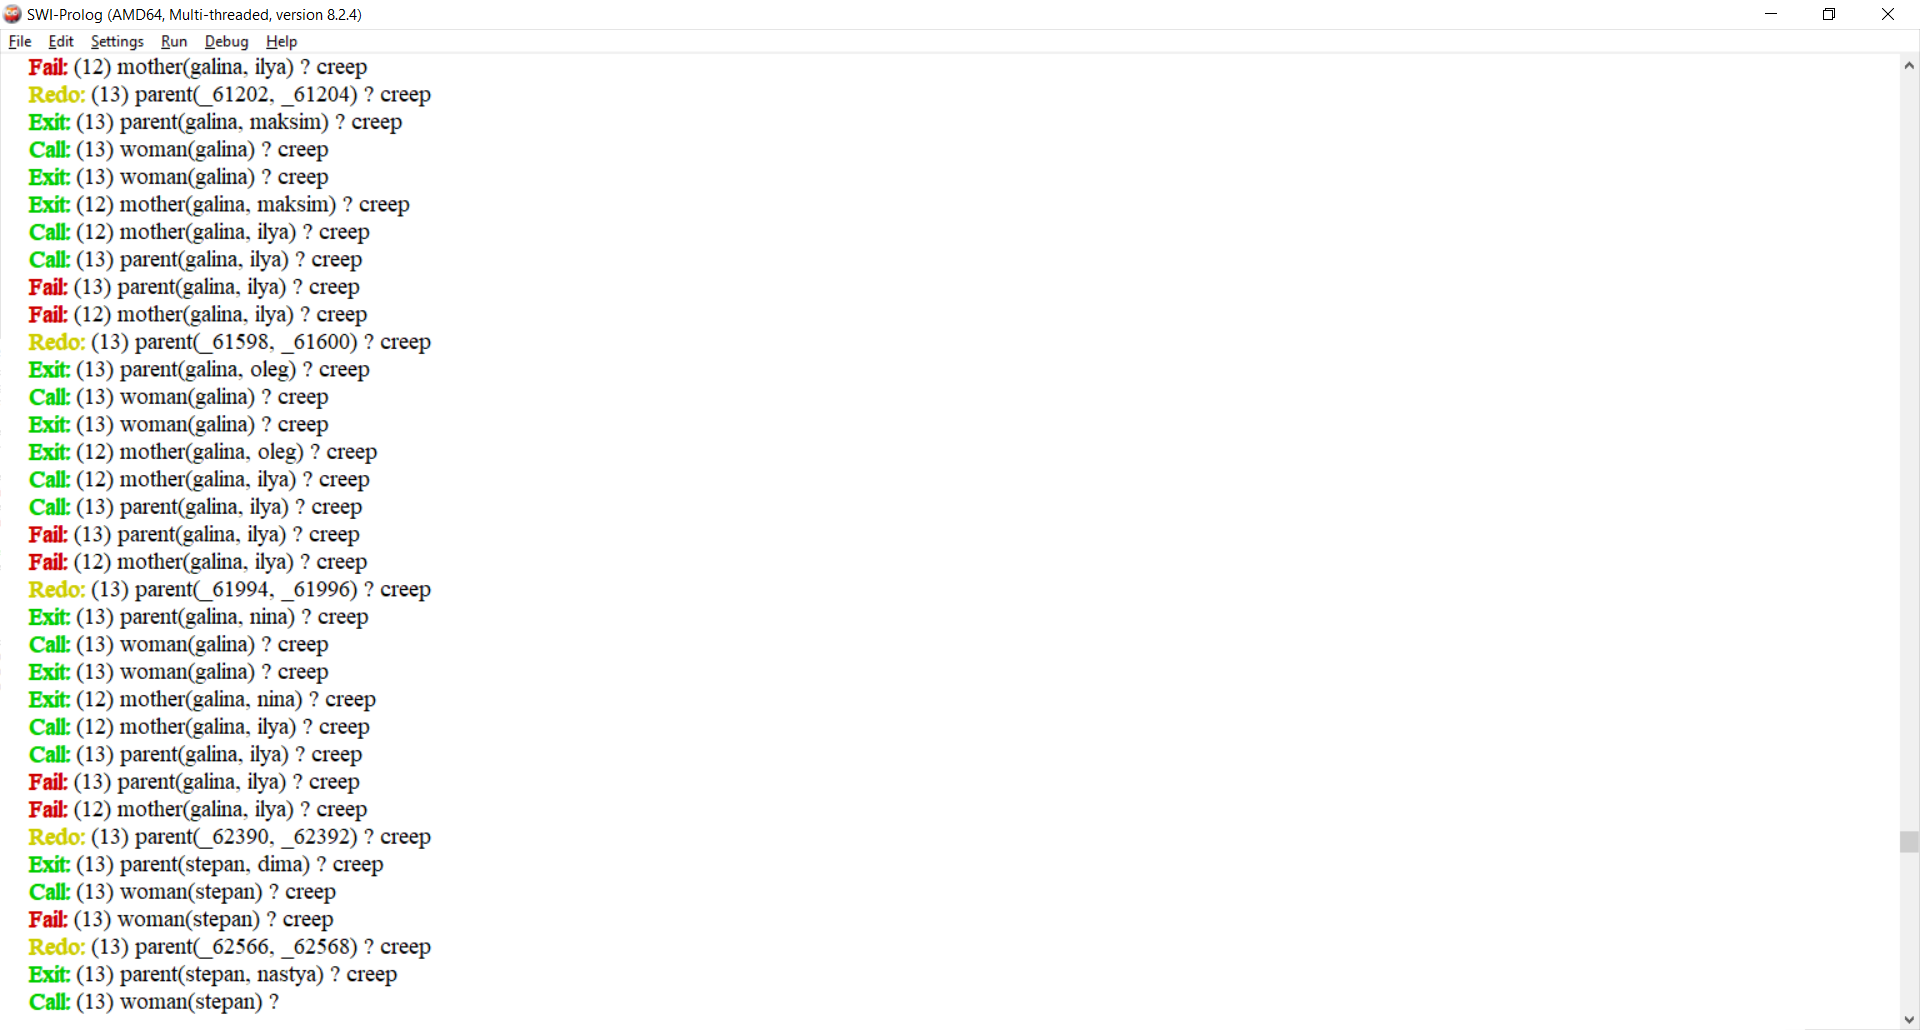 SWI-Prolog (AMD64, Multi-threaded, version 8.2.4)
File Edit Settings Run Debug Help
Fail: (12) mother(galina, ilya) ? creep
Redo: (13) parent(_61202, _61204) ? creep
Exit: (13) parent(galina, maksim) ? creep
Call: (13) woman(galina) ? creep
Exit: (13) woman(galina) ? creep
Exit: (12) mother(galina, maksim) ? creep
Call: (12) mother(galina, ilya) ? creep
Call: (13) parent(galina, ilya) ? creep
Fail: (13) parent(galina, ilya) ? creep
Fail: (12) mother(galina, ilya) ? creep
Redo: (13) parent(_61598, _61600) ? creep
Exit: (13) parent(galina, oleg) ? creep
Call: (13) woman(galina) ? creep
Exit: (13) woman(galina) ? creep
Exit: (12) mother(galina, oleg) ? creep
Call: (12) mother(galina, ilya) ? creep
Call: (13) parent(galina, ilya) ? creep
Fail: (13) parent(galina, ilya) ? creep
Fail: (12) mother(galina, ilya) ? creep
Redo: (13) parent(_61994, _61996) ? creep
Exit: (13) parent(galina, nina) ? creep
Call: (13) woman(galina) ? creep
Exit: (13) woman(galina) ? creep
Exit: (12) mother(galina, nina) ? creep
Call: (12) mother(galina, ilya) ? creep
Call: (13) parent(galina, ilya) ? creep
Fail: (13) parent(galina, ilya) ? creep
Fail: (12) mother(galina, ilya) ? creep
Redo: (13) parent(_62390, _62392) ? creep
Exit: (13) parent(stepan, dima) ? creep
Call: (13) woman(stepan) ? creep
Fail: (13) woman(stepan) ? creep
Redo: (13) parent(_62566, _62568) ? creep
Exit: (13) parent(stepan, nastya) ? creep
Call: (13) woman(stepan) ?